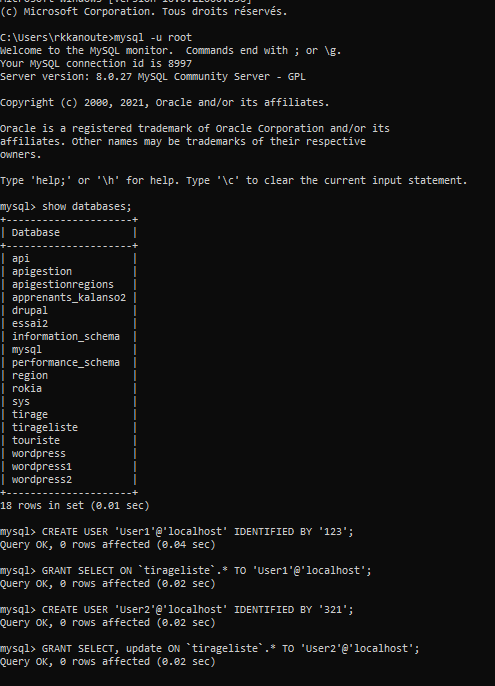 (c) Microsoft Corporation. Tous droits réservés.
C:\Users\rkkanoute>mysql -u root
Welcome to the MySQL monitor.  Commands end with ; or \g.
Your MySQL connection id is 8997
Server version: 8.0.27 MySQL Community Server - GPL
Copyright (c) 2000, 2021, Oracle and/or its affiliates.
Oracle is a registered trademark of Oracle Corporation and/or its
affiliates. Other names may be trademarks of their respective
owners.
Type 'help;' or '\h' for help. Type '\c' to clear the current input statement.
mysql> show databases;
+--------------------+
| Database           |
+--------------------+
| api                |
| apigestion         |
| apigestionregions  |
| apprenants_kalanso2 |
| drupal             |
| essai2             |
| information_schema |
| mysql              |
| performance_schema |
| region             |
| rokia              |
| sys                |
| tirage             |
| tirageliste        |
| touriste           |
| wordpress          |
| wordpress1         |
| wordpress2         |
+--------------------+
18 rows in set (0.01 sec)
mysql> CREATE USER 'User1'@'localhost' IDENTIFIED BY '123';
Query OK, 0 rows affected (0.04 sec)
mysql> GRANT SELECT ON `tirageliste`.* TO 'User1'@'localhost';
Query OK, 0 rows affected (0.02 sec)
mysql> CREATE USER 'User2'@'localhost' IDENTIFIED BY '321';
Query OK, 0 rows affected (0.02 sec)
mysql> GRANT SELECT, update ON `tirageliste`.* TO 'User2'@'localhost';
Query OK, 0 rows affected (0.02 sec)